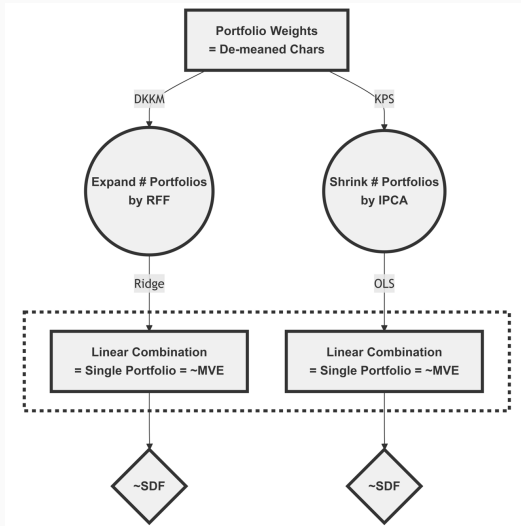 Portfolio Weights
= De-meaned Chars
DKKM
KPS
Expand # Portfolios
by RFF
Shrink # Portfolios
by IPCA
Ridge
OLS
Linear Combination
= Single Portfolio = ~MVE
Linear Combination
= Single Portfolio = ~MVE
~SDF
~SDF